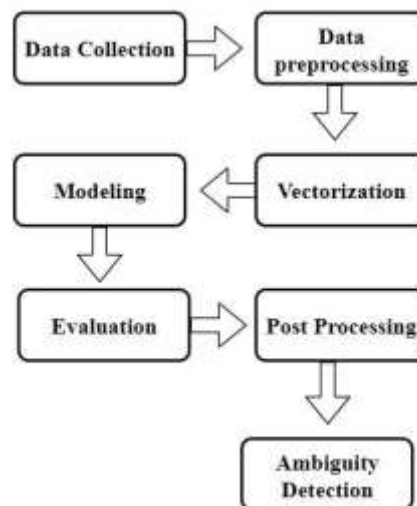 Data Collection
Data
preprocessing
Vectorization
Modeling
Evaluation
Post Processing
Ambiguity
Detection